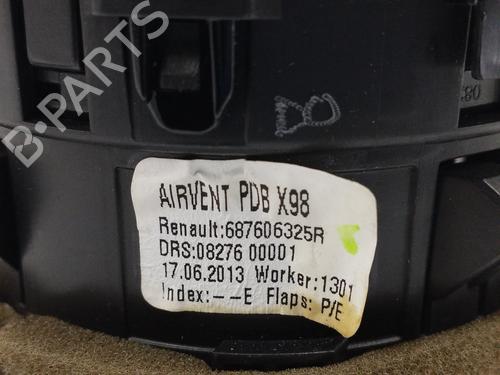 B-PARTS
AIRVENT PDB X98
Renault:687606325R
DRS:08276 00001
17.06.2013 Worker:1301
Index:--E Flaps: P/E